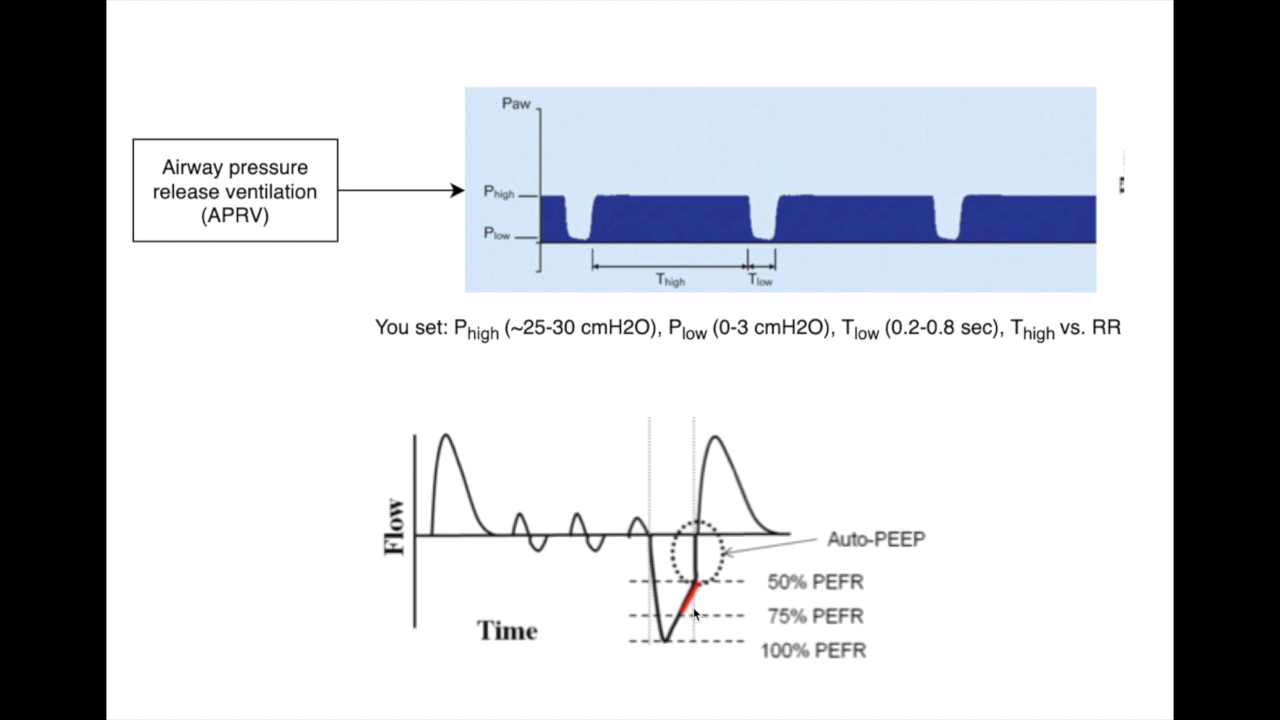 Airway pressure
release ventilation
(APRV)
Paw
Phigh
Plow
Thigh
Tlow
You set: Phigh (~25-30 cmH2O), Plow (0-3 cmH2O), Tlow (0.2-0.8 sec), Thigh vs. RR
Flow
Auto-PEEP
50% PEFR
75% PEFR
Time
100% PEFR